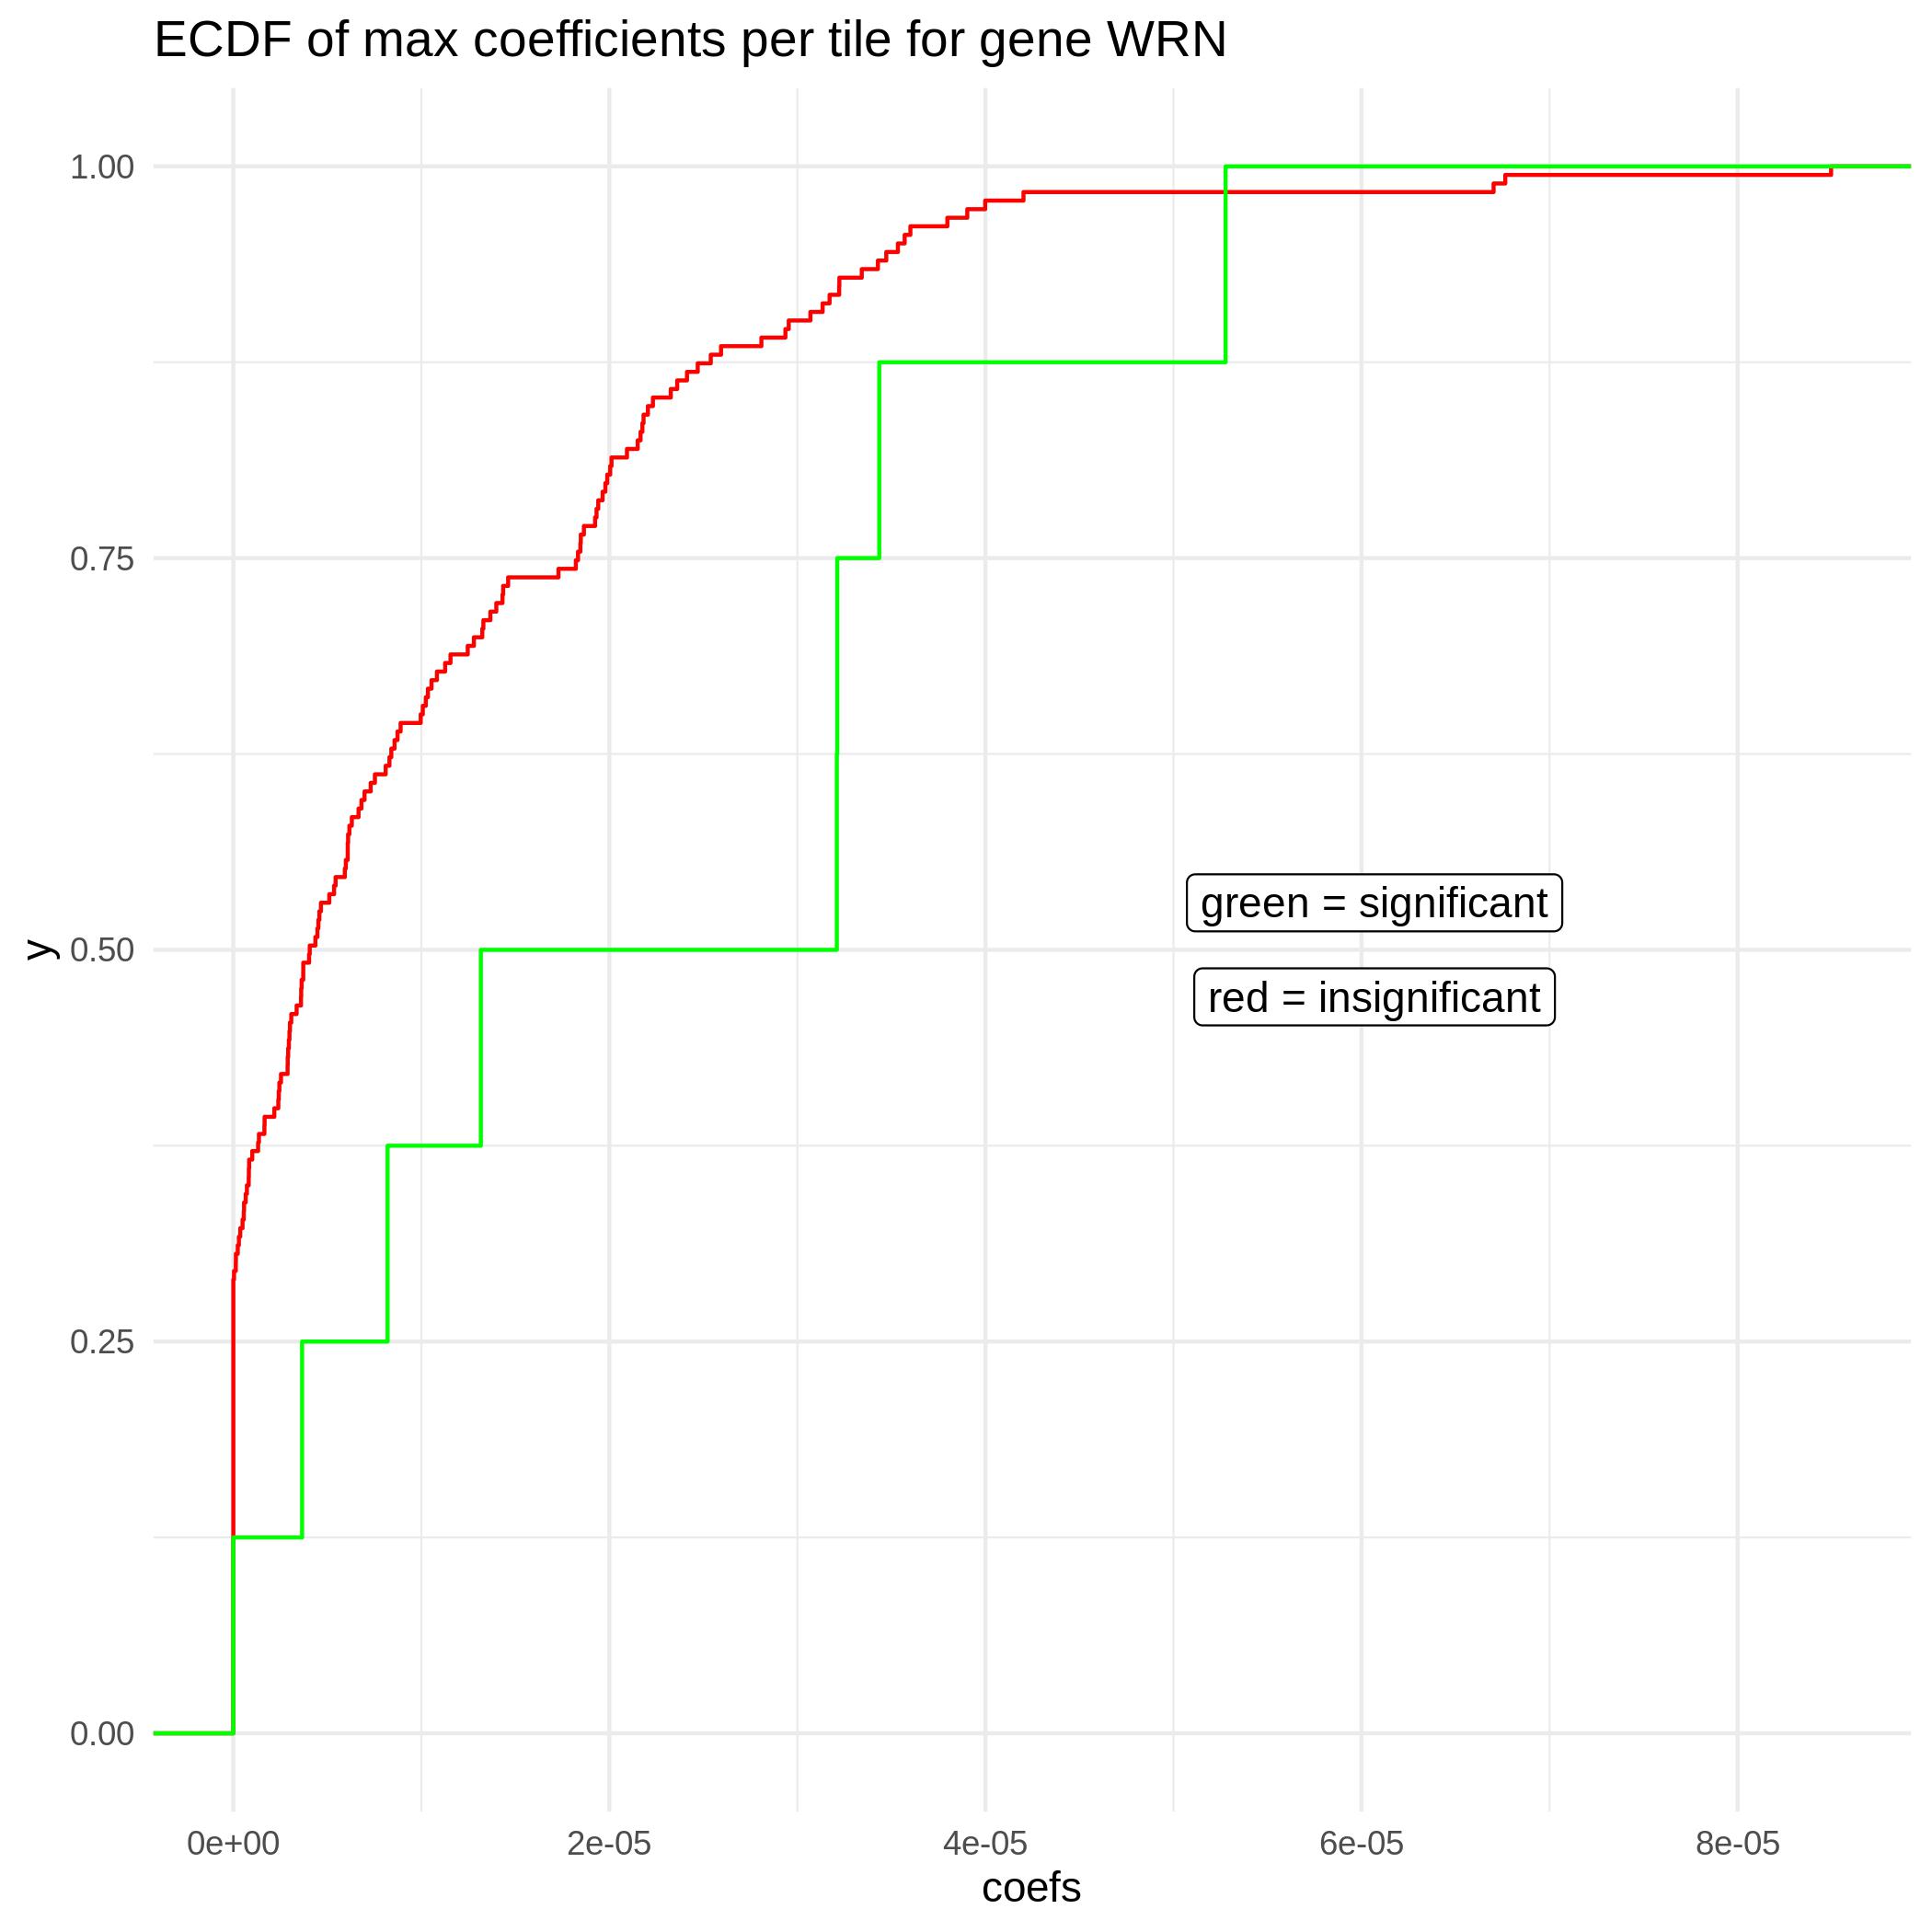 ECDF of max coefficients per tile for gene WRN
1.00
0.75
y
0.50
0.25
0.00
green = significant
red = insignificant
0e+00
2e-05
4e-05
6e-05
8e-05
coefs